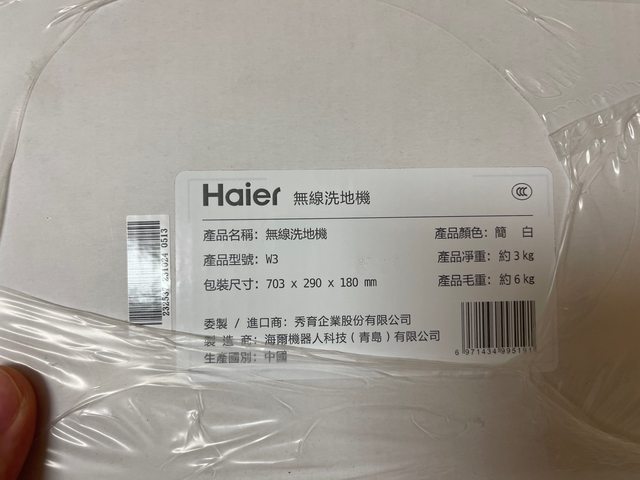 Haier 無線洗地機
產品名稱：無線洗地機
產品型號：W3
包裝尺寸：703 x 290 x 180 mm
產品顏色：簡 白
產品凈重：約 3 kg
產品毛重：約 6 kg
委製 / 進口商：秀育企業股份有限公司
製 造 商：海爾機器人科技（青島）有限公司
生產國別：中國
6 971434 995191